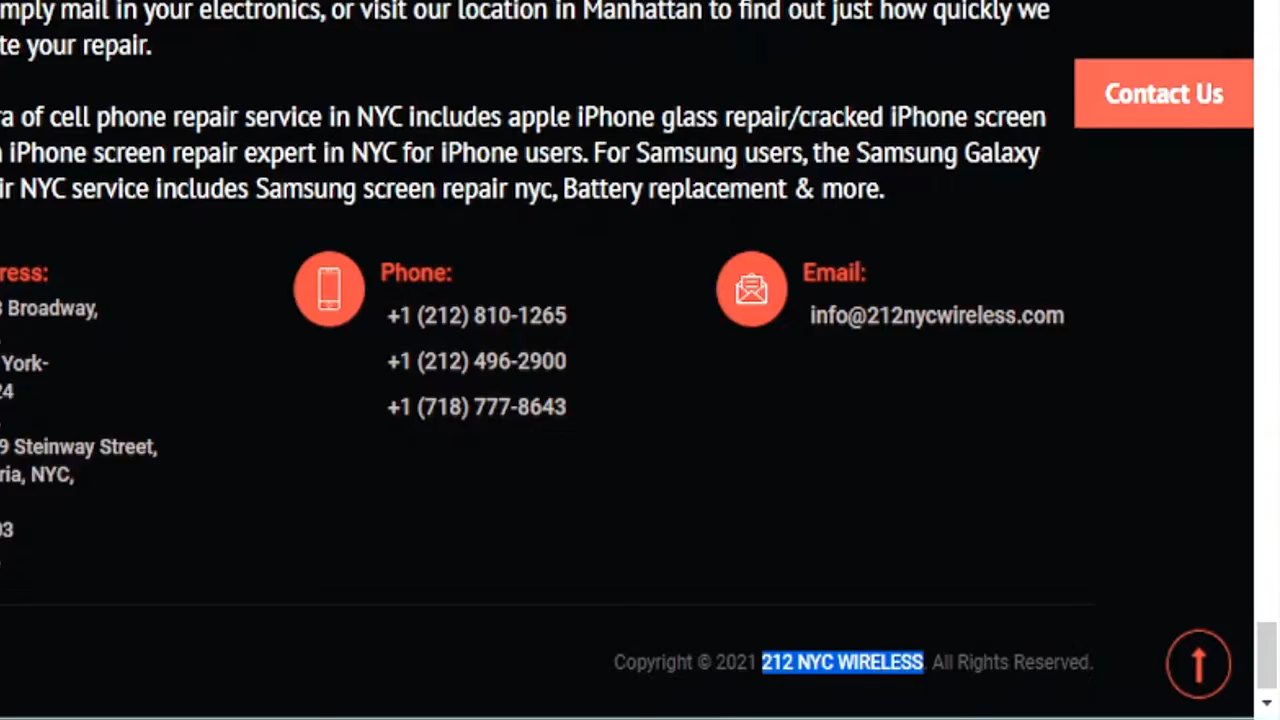 mply mail in your electronics, or visit our location in Manhattan to find out just how quickly we
te your repair.
ra of cell phone repair service in NYC includes apple iPhone glass repair/cracked iPhone screen
iPhone screen repair expert in NYC for iPhone users. For Samsung users, the Samsung Galaxy
ir NYC service includes Samsung screen repair nyc, Battery replacement & more.
Contact Us
ress:
Broadway,
York-
24
9 Steinway Street,
ria, NYC,
03
Phone:
+1 (212) 810-1265
+1 (212) 496-2900
+1 (718) 777-8643
Email:
info@212nycwireless.com
Copyright © 2021 212 NYC WIRELESS. All Rights Reserved.